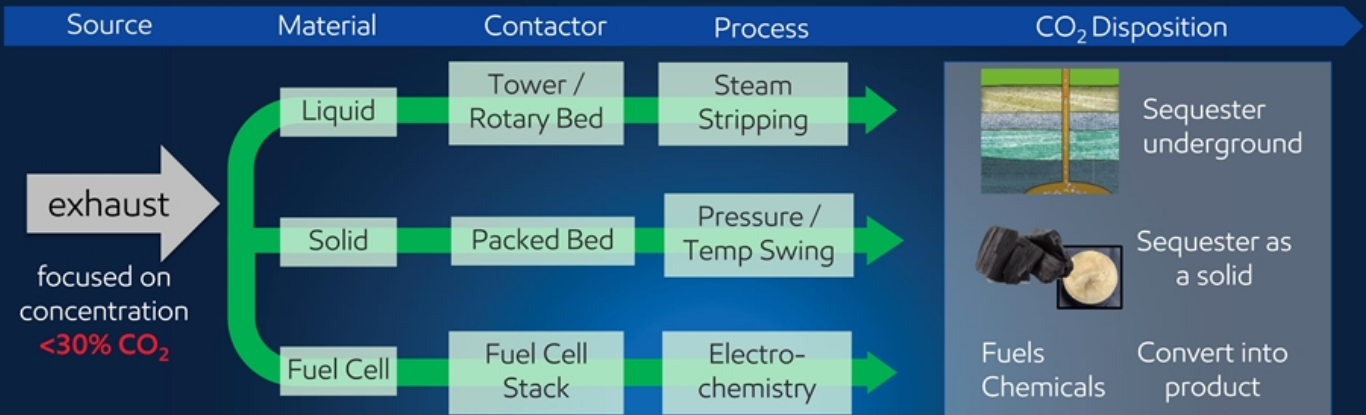 Source
Material
Contactor
Process
CO₂ Disposition
exhaust
focused on
concentration
<30% CO₂
Liquid
Tower /
Rotary Bed
Steam
Stripping
Solid
Packed Bed
Pressure /
Temp Swing
Fuel Cell
Fuel Cell
Stack
Electro-
chemistry
Sequester
underground
Sequester as
a solid
Fuels
Chemicals
Convert into
product